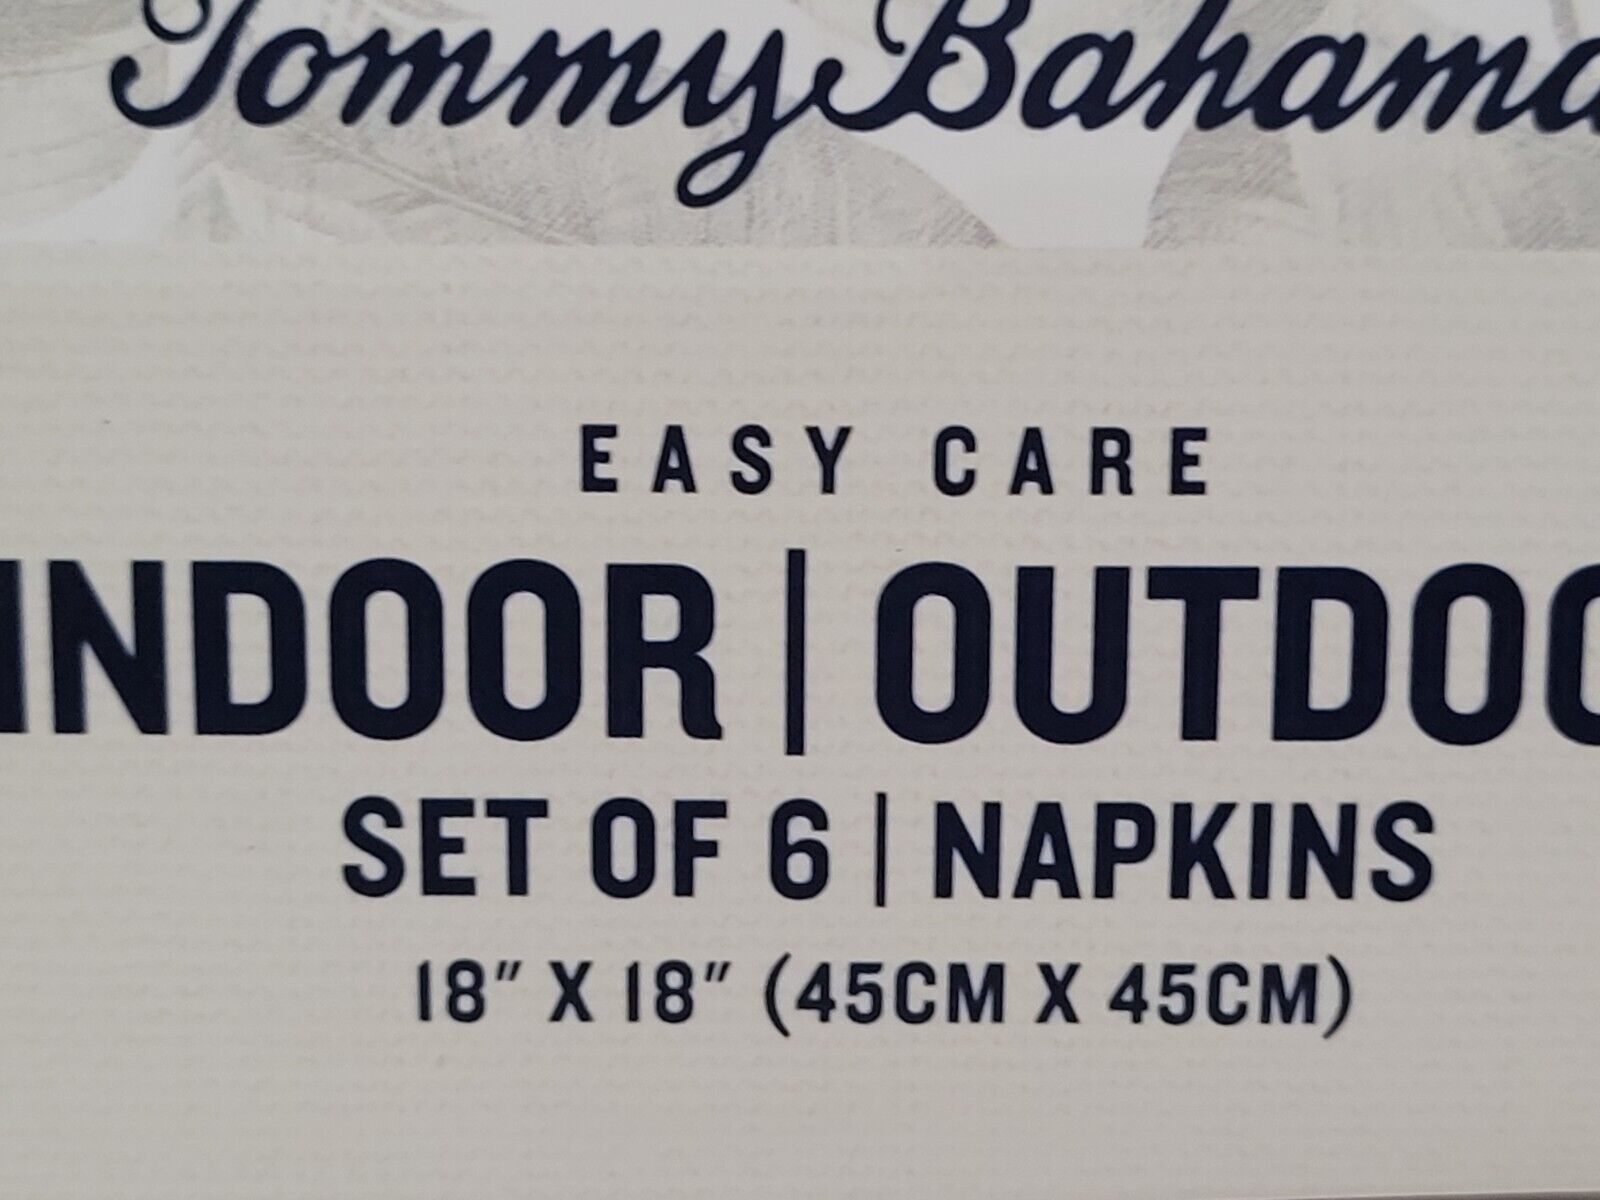 Tommy Bahama
EASY CARE
INDOOR | OUTDOO
SET OF 6 | NAPKINS
18" X 18" (45CM X 45CM)